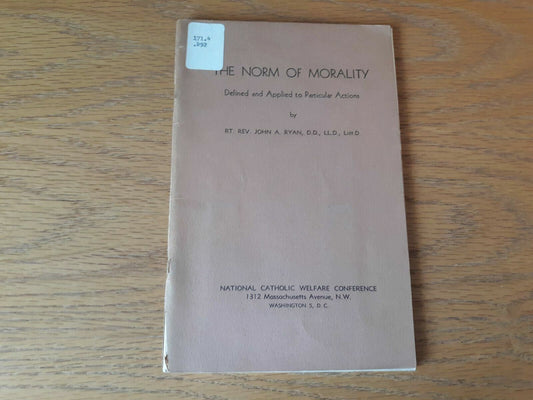 171.4
.R92
THE NORM OF MORALITY
Defined and Applied to Particular Actions
by
RT. REV. JOHN A. RYAN, D.D., LL.D., Litt.D
NATIONAL CATHOLIC WELFARE CONFERENCE
1312 Massachusetts Avenue, N.W.
WASHINGTON 5, D.C.